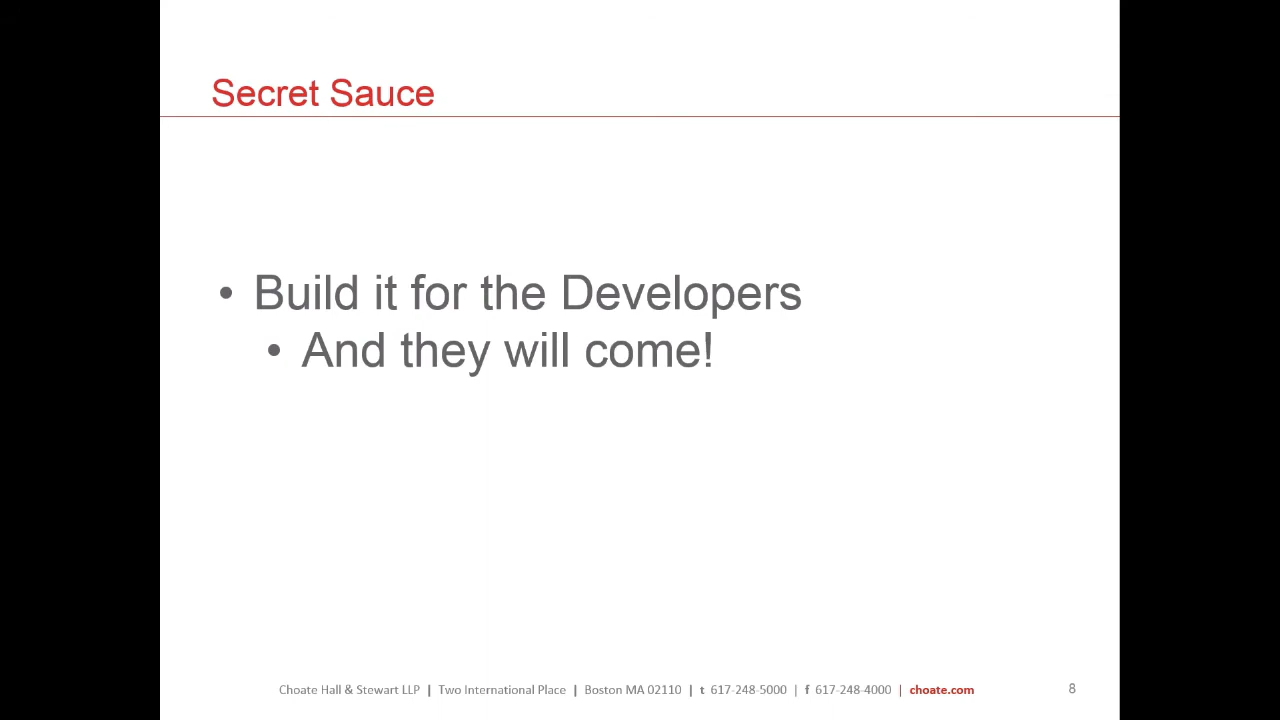 Secret Sauce
• Build it for the Developers
• And they will come!
Choate Hall & Stewart LLP | Two International Place | Boston MA 02110 | t 617-248-5000 | f 617-248-4000 | choate.com
8